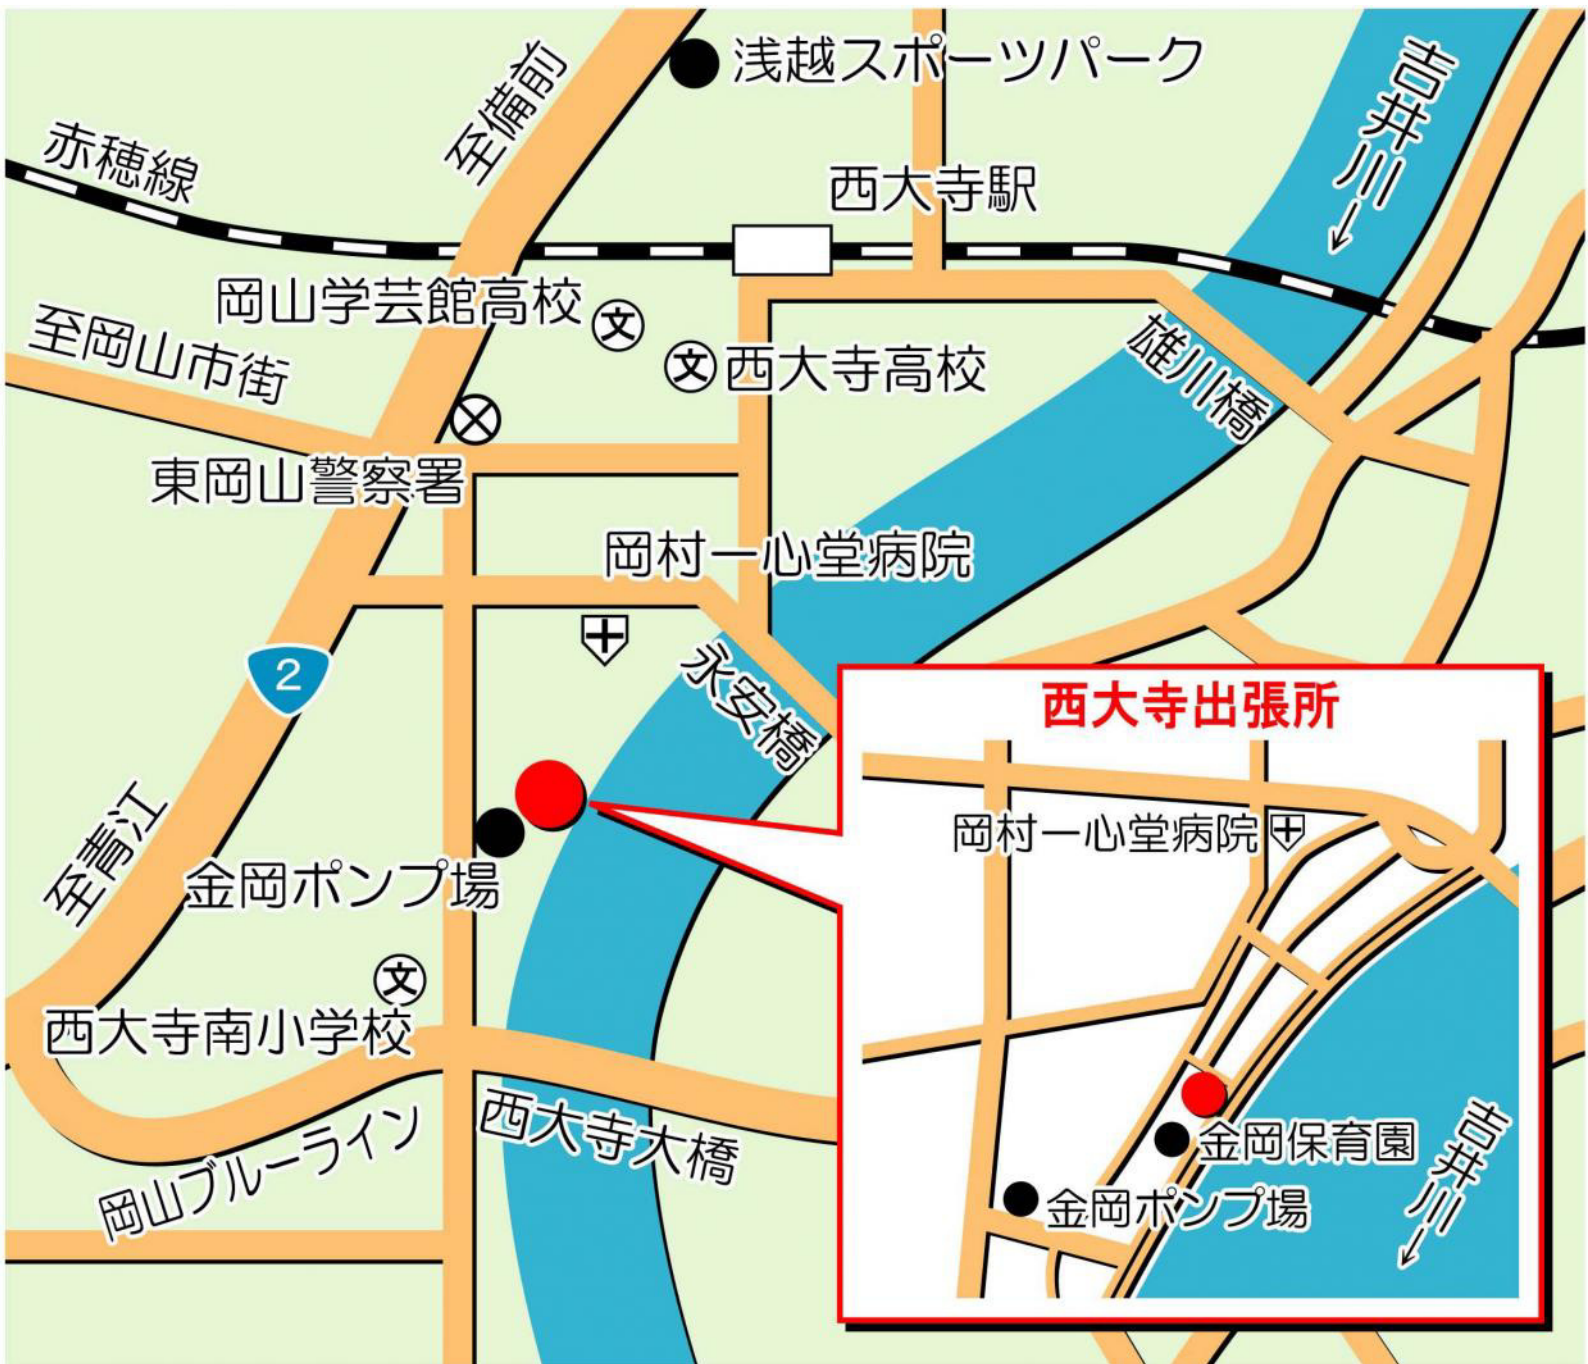 浅越スポーツパーク
吉井川
至備前
赤穂線
西大寺駅
岡山学芸館高校
文
至岡山市街
文
西大寺高校
雄川橋
東岡山警察署
岡村一心堂病院
永安橋
2
西大寺出張所
至青江
岡村一心堂病院
金岡ポンプ場
文
西大寺南小学校
岡山ブルーライン
西大寺大橋
金岡保育園
吉井川
金岡ポンプ場